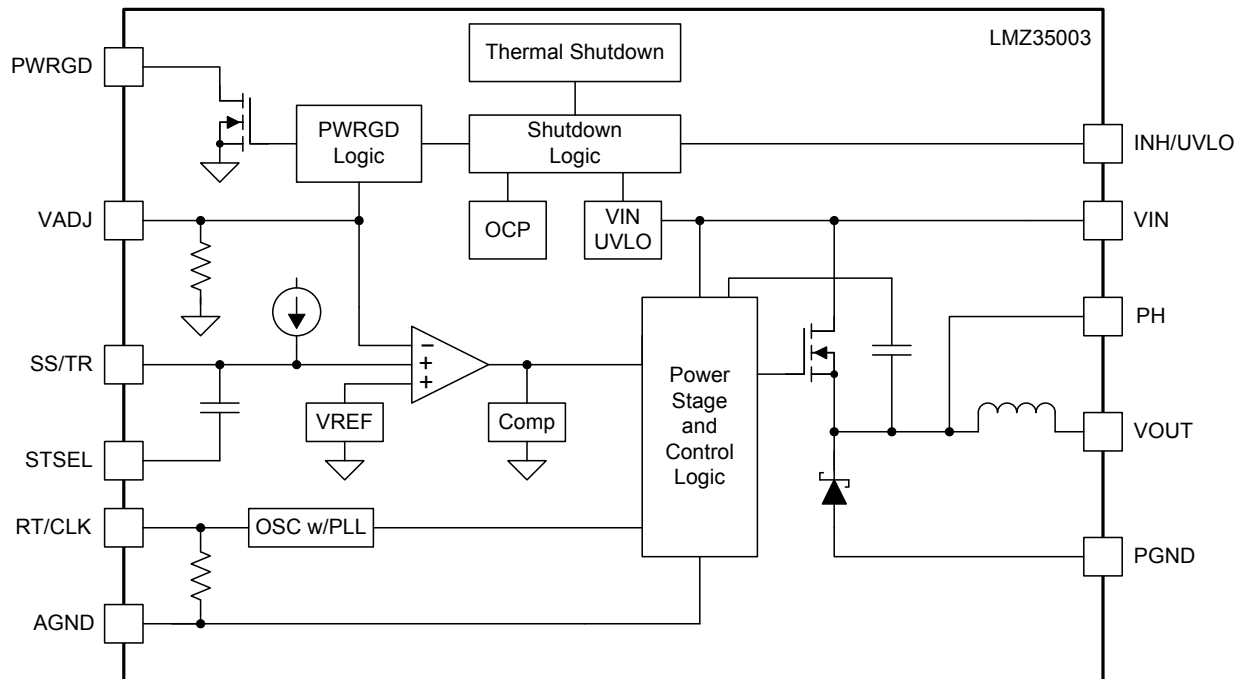 LMZ35003
Thermal Shutdown
PWRGD
PWRGD
Logic
Shutdown
Logic
INH/UVLO
VADJ
OCP
VIN
UVLO
VIN
PH
SS/TR
−
+
+
VREF
Comp
Power
Stage
and
Control
Logic
VOUT
STSEL
RT/CLK
OSC w/PLL
PGND
AGND